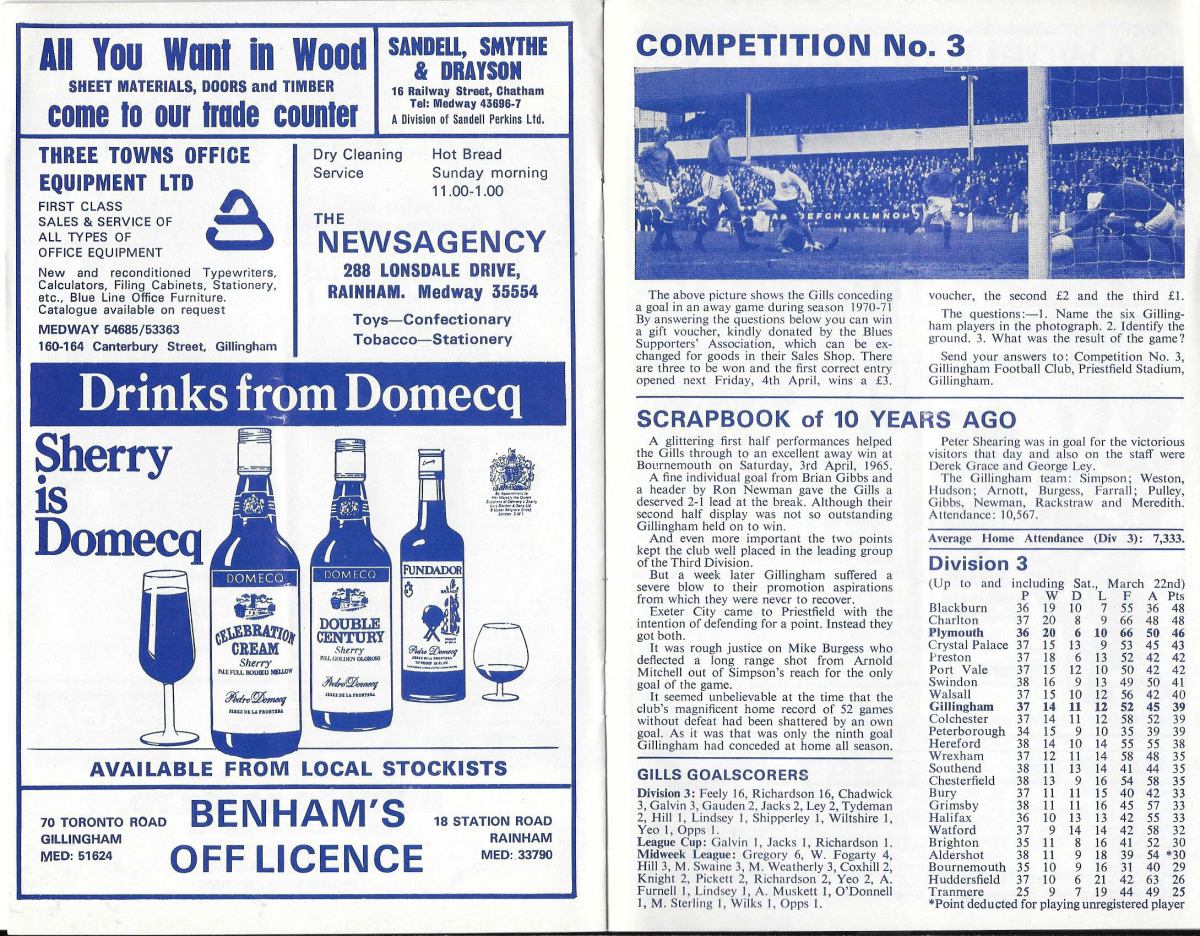 All You Want in Wood
SHEET MATERIALS, DOORS and TIMBER
come to our trade counter
SANDELL, SMYTHE
& DRAYSON
16 Railway Street, Chatham
Tel: Medway 43696-7
A Division of Sandell Perkins Ltd.
THREE TOWNS OFFICE
EQUIPMENT LTD
FIRST CLASS
SALES & SERVICE OF
ALL TYPES OF
OFFICE EQUIPMENT
New and reconditioned Typewriters,
Calculators, Filing Cabinets, Stationery,
etc., Blue Line Office Furniture.
Catalogue available on request
MEDWAY 54685/53363
160-164 Canterbury Street, Gillingham
Dry Cleaning
Service
Hot Bread
Sunday morning
11.00-1.00
THE
NEWSAGENCY
288 LONSDALE DRIVE,
RAINHAM. Medway 35554
Toys—Confectionary
Tobacco—Stationery
Drinks from Domecq
Sherry
is
Domecq
DOMECQ
CELEBRATION
CREAM
Sherry
PALE FULL BODIED MELLOW
Pedro Domecq
JEREZ DE LA FRONTERA
DOMECQ
DOUBLE
CENTURY
Sherry
FULL GOLDEN OLOROSO
Pedro Domecq
JEREZ DE LA FRONTERA
FUNDADOR
Pedro Domecq
JEREZ DE LA FRONTERA
By Appointment to
Her Majesty the Queen
AVAILABLE FROM LOCAL STOCKISTS
70 TORONTO ROAD
GILLINGHAM
MED: 51624
BENHAM'S
OFF LICENCE
18 STATION ROAD
RAINHAM
MED: 33790
COMPETITION No. 3
DEFGHJKLMNO
The above picture shows the Gills conceding
a goal in an away game during season 1970-71
By answering the questions below you can win
a gift voucher, kindly donated by the Blues
Supporters' Association, which can be ex-
changed for goods in their Sales Shop. There
are three to be won and the first correct entry
opened next Friday, 4th April, wins a £3.
voucher, the second £2 and the third £1.
The questions:—1. Name the six Gilling-
ham players in the photograph. 2. Identify the
ground. 3. What was the result of the game?
Send your answers to: Competition No. 3,
Gillingham Football Club, Priestfield Stadium,
Gillingham.
SCRAPBOOK of 10 YEARS AGO
A glittering first half performances helped
the Gills through to an excellent away win at
Bournemouth on Saturday, 3rd April, 1965.
A fine individual goal from Brian Gibbs and
a header by Ron Newman gave the Gills a
deserved 2-1 lead at the break. Although their
second half display was not so outstanding
Gillingham held on to win.
And even more important the two points
kept the club well placed in the leading group
of the Third Division.
But a week later Gillingham suffered a
severe blow to their promotion aspirations
from which they were never to recover.
Exeter City came to Priestfield with the
intention of defending for a point. Instead they
got both.
It was rough justice on Mike Burgess who
deflected a long range shot from Arnold
Mitchell out of Simpson's reach for the only
goal of the game.
It seemed unbelievable at the time that the
club's magnificent home record of 52 games
without defeat had been shattered by an own
goal. As it was that was only the ninth goal
Gillingham had conceded at home all season.
GILLS GOALSCORERS
Division 3: Feely 16, Richardson 16, Chadwick
3, Galvin 3, Gauden 2, Jacks 2, Ley 2, Tydeman
2, Hill 1, Lindsey 1, Shipperley 1, Wiltshire 1,
Yeo 1, Opps 1.
League Cup: Galvin 1, Jacks 1, Richardson 1.
Midweek League: Gregory 6, W. Fogarty 4,
Hill 3, M. Swaine 3, M. Weatherly 3, Coxhill 2,
Knight 2, Pickett 2, Richardson 2, Yeo 2, A.
Furnell 1, Lindsey 1, A. Muskett 1, O'Donnell
1, M. Sterling 1, Wilks 1, Opps 1.
Peter Shearing was in goal for the victorious
visitors that day and also on the staff were
Derek Grace and George Ley.
The Gillingham team: Simpson; Weston,
Hudson; Arnott, Burgess, Farrall; Pulley,
Gibbs, Newman, Rackstraw and Meredith.
Attendance: 10,567.
Average Home Attendance (Div 3): 7,333.
Division 3
(Up to and including Sat., March 22nd)
P W D L F A Pts
Blackburn 36 19 10 7 55 36 48
Charlton 37 20 8 9 66 48 48
Plymouth 36 20 6 10 66 50 46
Crystal Palace 37 15 13 9 53 45 43
Preston 37 18 6 13 52 42 42
Port Vale 37 15 12 10 50 42 42
Swindon 38 16 9 13 49 50 41
Walsall 37 15 10 12 56 42 40
Gillingham 37 14 11 12 52 45 39
Colchester 37 14 11 12 58 52 39
Peterborough 34 15 9 10 35 39 39
Hereford 38 14 10 14 55 55 38
Wrexham 37 12 11 14 58 48 35
Southend 38 11 13 14 41 44 35
Chesterfield 38 13 9 16 54 58 35
Bury 37 11 11 15 40 42 33
Grimsby 38 11 11 16 45 57 33
Halifax 36 10 13 13 42 55 33
Watford 37 9 14 14 42 58 32
Brighton 35 11 8 16 41 52 30
Aldershot 38 11 9 18 39 54 *30
Bournemouth 35 10 9 16 31 40 29
Huddersfield 37 10 6 21 42 63 26
Tranmere 25 9 7 19 44 49 25
*Point deducted for playing unregistered player